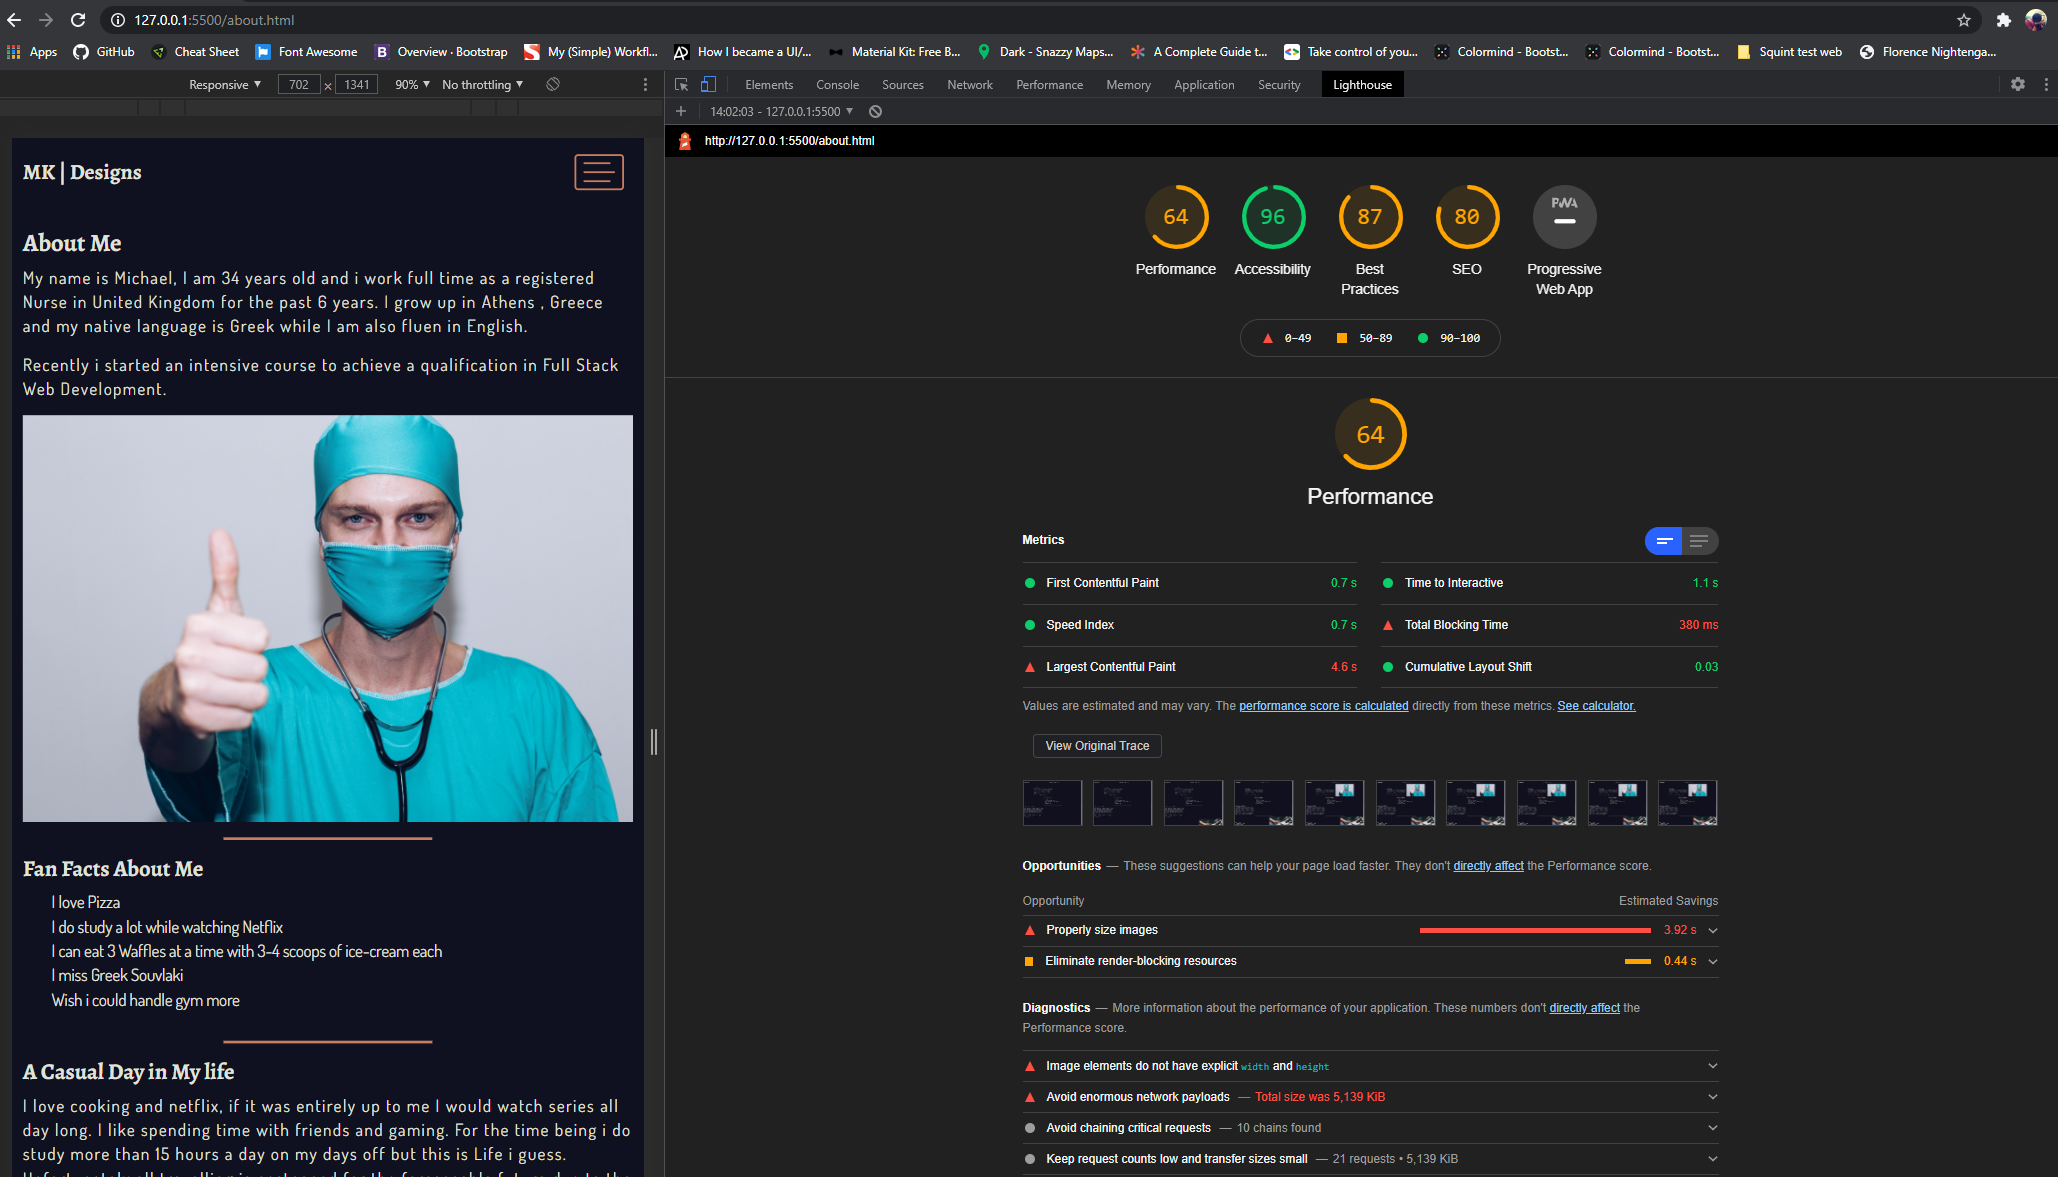 127.0.0.1:5500/about.html
Apps GitHub Cheat Sheet Font Awesome Overview · Bootstrap My (Simple) Workfl... How I became a UI/... Material Kit: Free B... Dark - Snazzy Maps... A Complete Guide t... Take control of you... Colormind - Bootst... Colormind - Bootst... Squint test web Florence Nightenga...
Responsive 702 × 1341 90% No throttling
Elements Console Sources Network Performance Memory Application Security Lighthouse
14:02:03 - 127.0.0.1:5500
http://127.0.0.1:5500/about.html
MK | Designs
About Me
My name is Michael, I am 34 years old and i work full time as a registered
Nurse in United Kingdom for the past 6 years. I grow up in Athens , Greece
and my native language is Greek while I am also fluen in English.
Recently i started an intensive course to achieve a qualification in Full Stack
Web Development.
Fan Facts About Me
I love Pizza
I do study a lot while watching Netflix
I can eat 3 Waffles at a time with 3-4 scoops of ice-cream each
I miss Greek Souvlaki
Wish i could handle gym more
A Casual Day in My life
I love cooking and netflix, if it was entirely up to me I would watch series all
day long. I like spending time with friends and gaming. For the time being i do
study more than 15 hours a day on my days off but this is Life i guess.
64 96 87 80 PWA
Performance Accessibility Best Practices SEO Progressive Web App
0–49 50–89 90–100
64
Performance
Metrics
First Contentful Paint 0.7 s
Time to Interactive 1.1 s
Speed Index 0.7 s
Total Blocking Time 380 ms
Largest Contentful Paint 4.6 s
Cumulative Layout Shift 0.03
Values are estimated and may vary. The performance score is calculated directly from these metrics. See calculator.
View Original Trace
Opportunities — These suggestions can help your page load faster. They don't directly affect the Performance score.
Opportunity Estimated Savings
Properly size images 3.92 s
Eliminate render-blocking resources 0.44 s
Diagnostics — More information about the performance of your application. These numbers don't directly affect the
Performance score.
Image elements do not have explicit width and height
Avoid enormous network payloads — Total size was 5,139 KiB
Avoid chaining critical requests — 10 chains found
Keep request counts low and transfer sizes small — 21 requests • 5,139 KiB